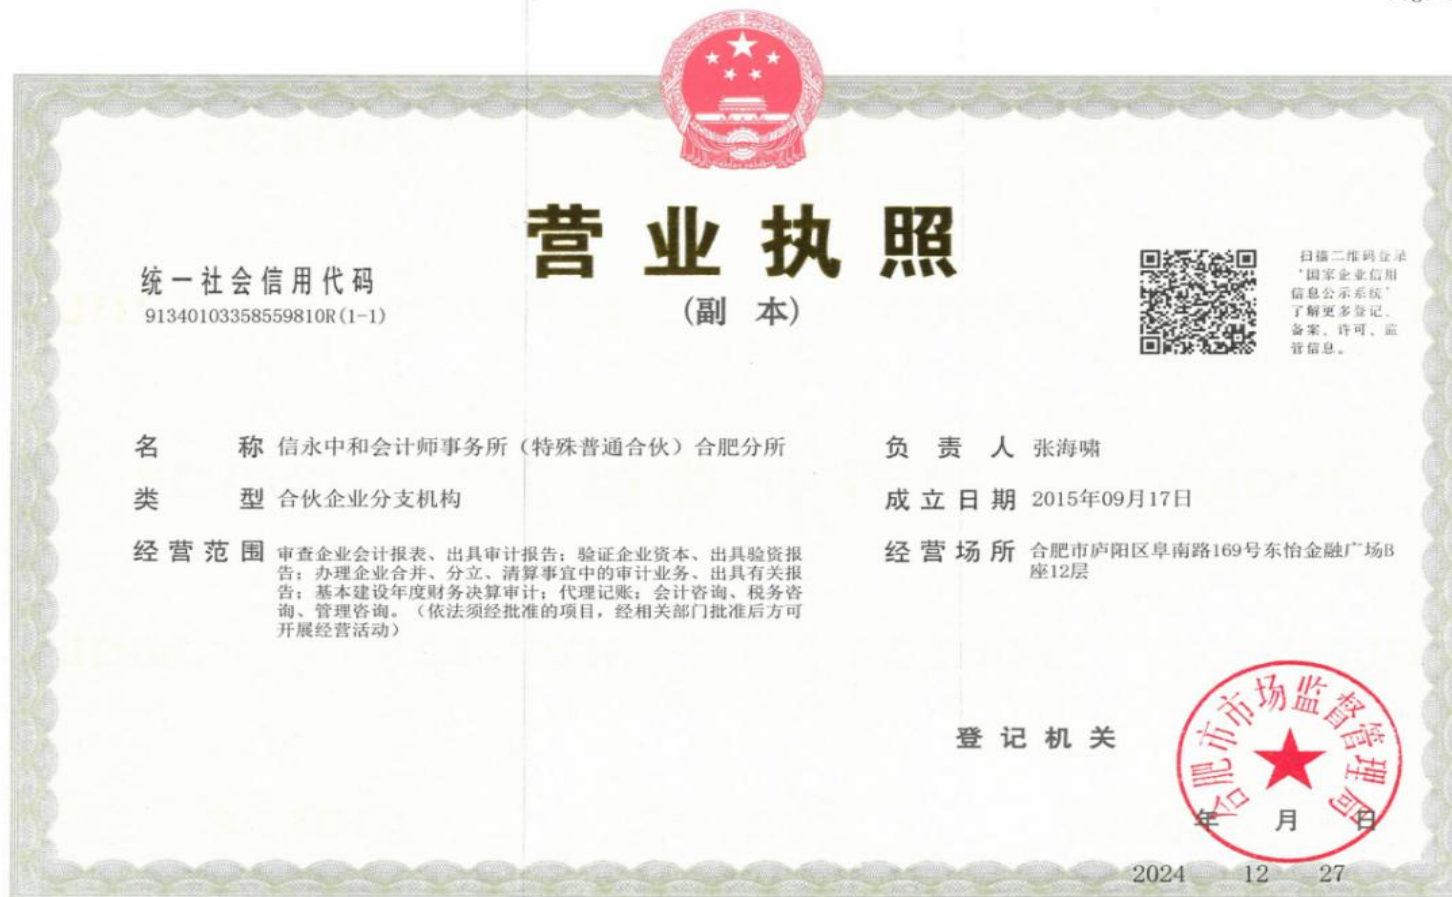 营业执照
(副 本)
统一社会信用代码
91340103358559810R(1-1)
扫描二维码登录
"国家企业信用
信息公示系统"
了解更多登记、
备案、许可、监
管信息。
名 称 信永中和会计师事务所（特殊普通合伙）合肥分所
类 型 合伙企业分支机构
经营范围 审查企业会计报表、出具审计报告；验证企业资本、出具验资报
告；办理企业合并、分立、清算事宜中的审计业务、出具有关报
告；基本建设年度财务决算审计；代理记账；会计咨询、税务咨
询、管理咨询。（依法须经批准的项目，经相关部门批准后方可
开展经营活动）
负 责 人 张海啸
成立日期 2015年09月17日
经营场所 合肥市庐阳区阜南路169号东怡金融广场B
座12层
登记机关
合肥市市场监督管理局
年 月 日
2024 12 27